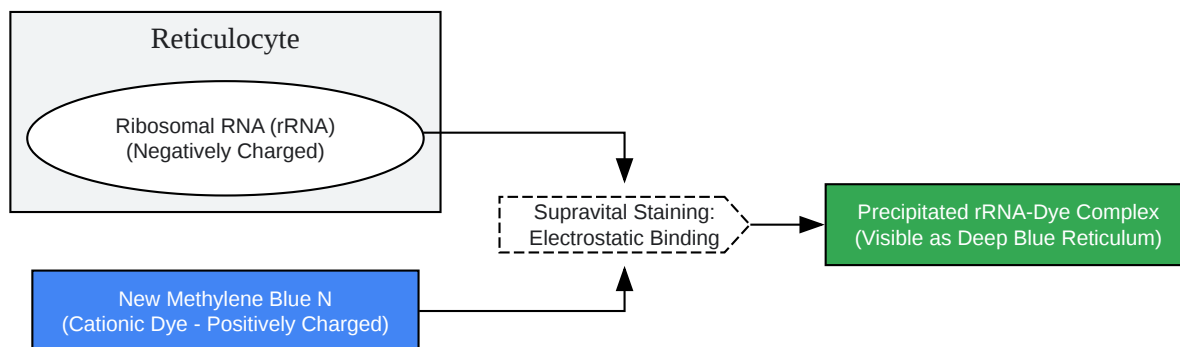 Reticulocyte
Ribosomal RNA (rRNA)
(Negatively Charged)
Supravital Staining:
Electrostatic Binding
Precipitated rRNA-Dye Complex
(Visible as Deep Blue Reticulum)
New Methylene Blue N
(Cationic Dye - Positively Charged)